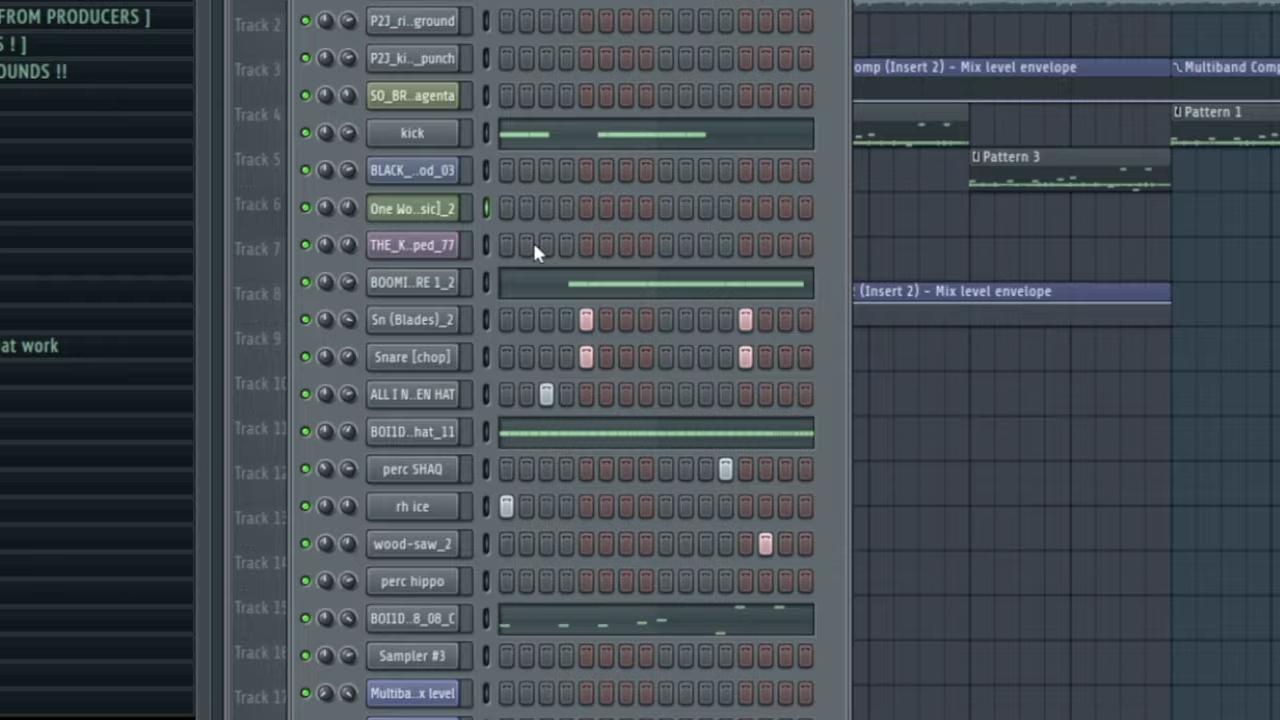 FROM PRODUCERS ]
S ! ]
OUNDS !!
at work
Track 2
Track 3
Track 4
Track 5
Track 6
Track 7
Track 8
Track 9
Track 10
Track 11
Track 12
Track 13
Track 14
Track 15
Track 16
Track 17
P2J_ri..ground
P2J_ki.._punch
SO_BR..agenta
kick
BLACK_..od_03
One Wo..sic]_2
THE_K..ped_77
BOOMI..RE 1_2
Sn (Blades)_2
Snare [chop]
ALL I N..EN HAT
BOI1D..hat_11
perc SHAQ
rh ice
wood-saw_2
perc hippo
BOI1D..8_08_C
Sampler #3
Multiba..x level
omp (Insert 2) - Mix level envelope
Multiband Comp
Pattern 1
Pattern 3
(Insert 2) - Mix level envelope